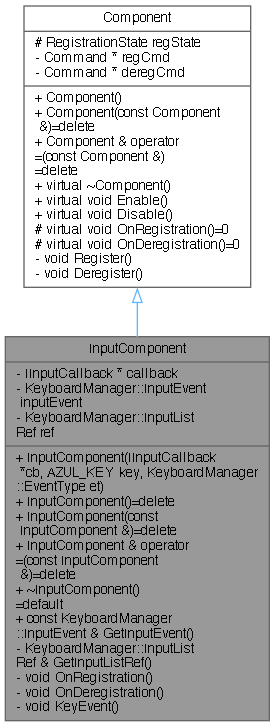 Component
# RegistrationState regState
- Command * regCmd
- Command * deregCmd
+ Component()
+ Component(const Component
&)=delete
+ Component & operator
=(const Component &)
=delete
+ virtual ~Component()
+ virtual void Enable()
+ virtual void Disable()
# virtual void OnRegistration()=0
# virtual void OnDeregistration()=0
- void Register()
- void Deregister()
InputComponent
- IInputCallback * callback
- KeyboardManager::InputEvent
inputEvent
- KeyboardManager::InputList
Ref ref
+ InputComponent(IInputCallback
*cb, AZUL_KEY key, KeyboardManager
::EventType et)
+ InputComponent()=delete
+ InputComponent(const
InputComponent &)=delete
+ InputComponent & operator
=(const InputComponent
&)=delete
+ ~InputComponent()
=default
+ const KeyboardManager
::InputEvent & GetInputEvent()
- KeyboardManager::InputList
Ref & GetInputListRef()
- void OnRegistration()
- void OnDeregistration()
- void KeyEvent()